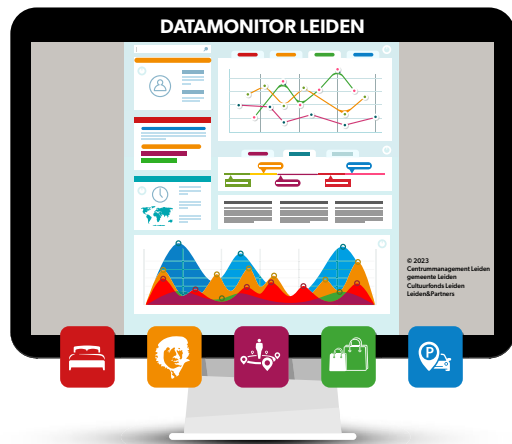 DATAMONITOR LEIDEN
© 2023
Centrummanagement Leiden
gemeente Leiden
Cultuurfonds Leiden
Leiden&Partners
P